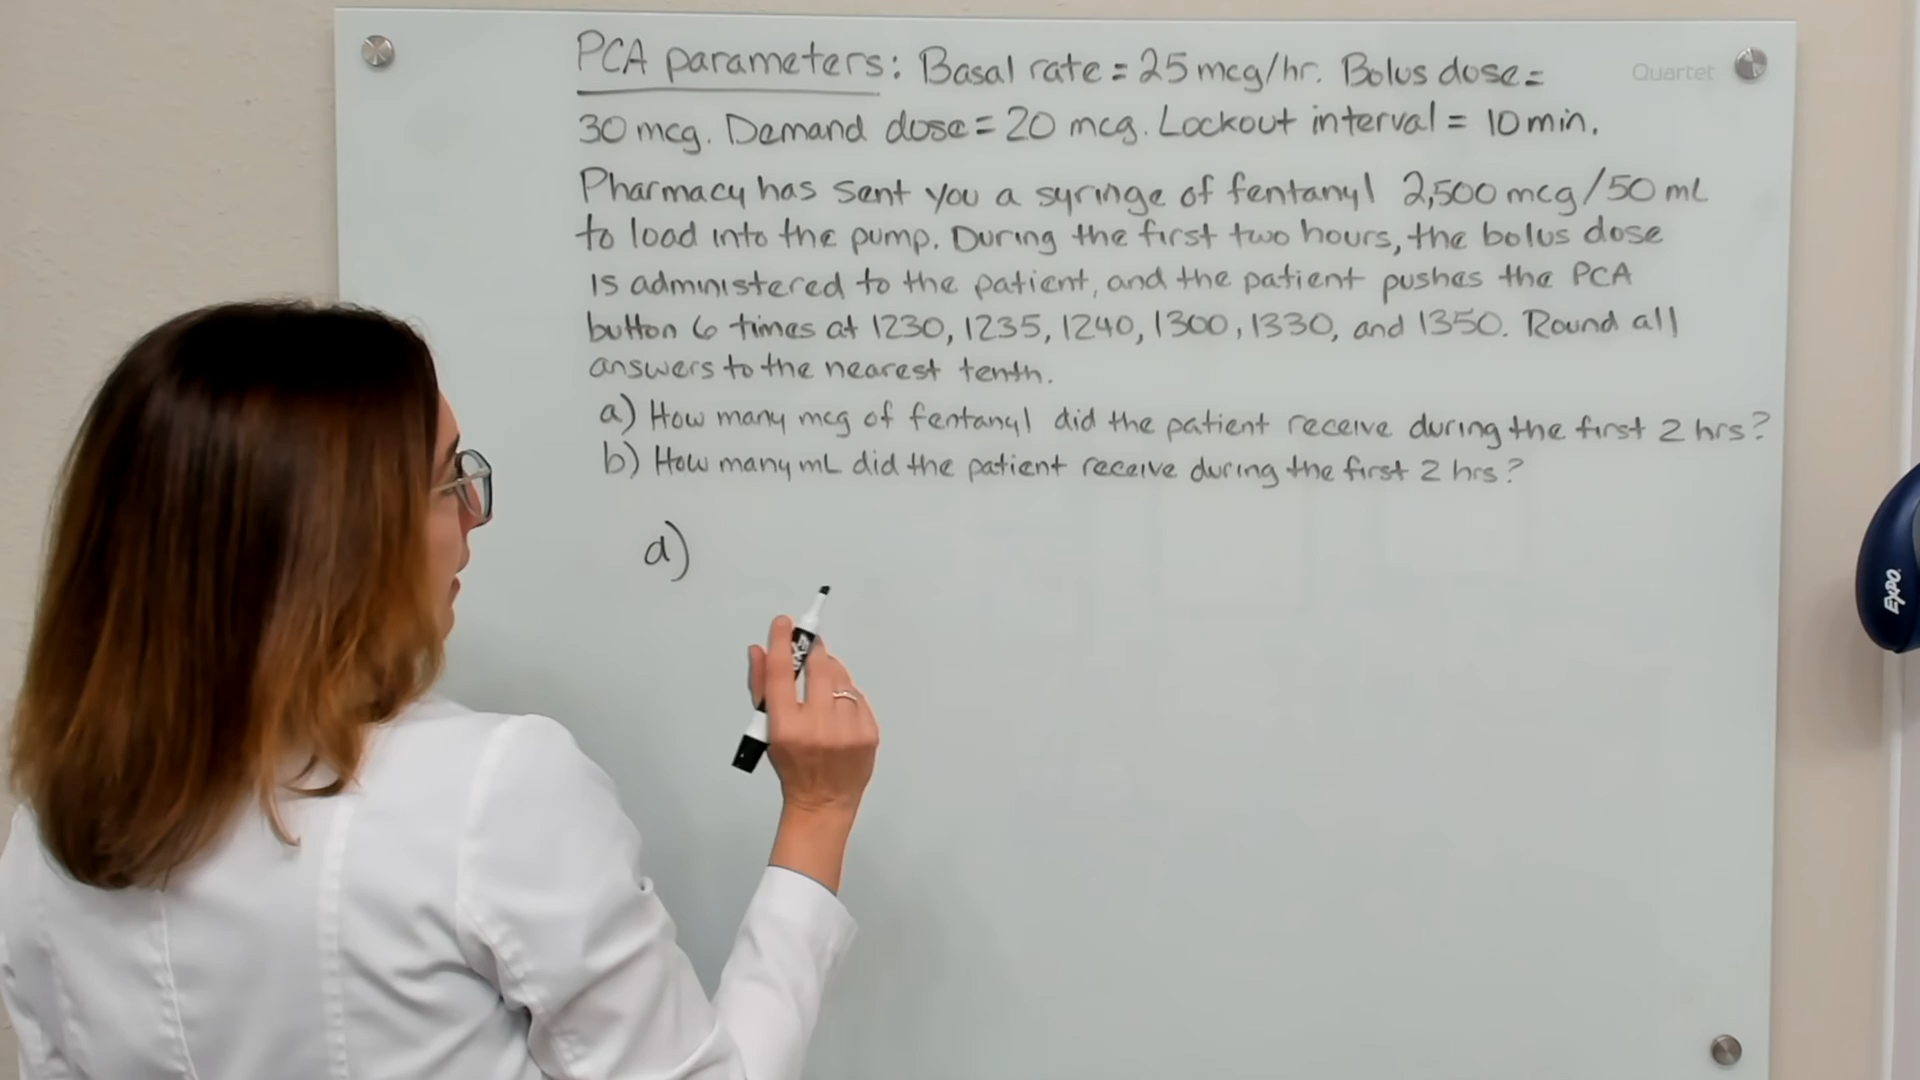 PCA parameters: Basal rate = 25 mcg/hr. Bolus dose =
Quartet
30 mcg. Demand dose = 20 mcg. Lockout interval = 10 min.
Pharmacy has sent you a syringe of fentanyl 2,500 mcg/50 mL
to load into the pump. During the first two hours, the bolus dose
is administered to the patient, and the patient pushes the PCA
button 6 times at 1230, 1235, 1240, 1300, 1330, and 1350. Round all
answers to the nearest tenth.
a) How many mcg of fentanyl did the patient receive during the first 2 hrs?
b) How many mL did the patient receive during the first 2 hrs?
a)
EXPO